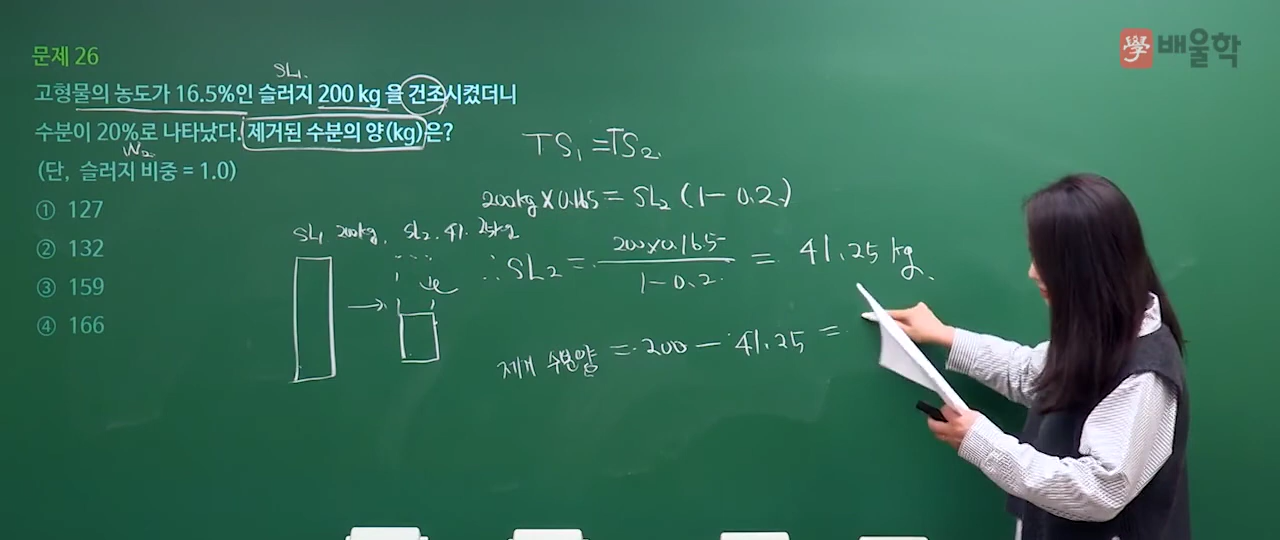 學 배울학
문제 26
SL1.
고형물의 농도가 16.5%인 슬러지 200 kg 을 건조시켰더니
수분이 20%로 나타났다. 제거된 수분의 양(kg)은?
W2.
(단, 슬러지 비중 = 1.0)
① 127
② 132
③ 159
④ 166
SL1 200kg. SL2. 41.25kg
TS1 = TS2.
200kg × 0.165 = SL2 (1 - 0.2)
∴ SL2 = 200×0.165 / 1-0.2 = 41.25 kg.
제거 수분양 = 200 - 41.25 =